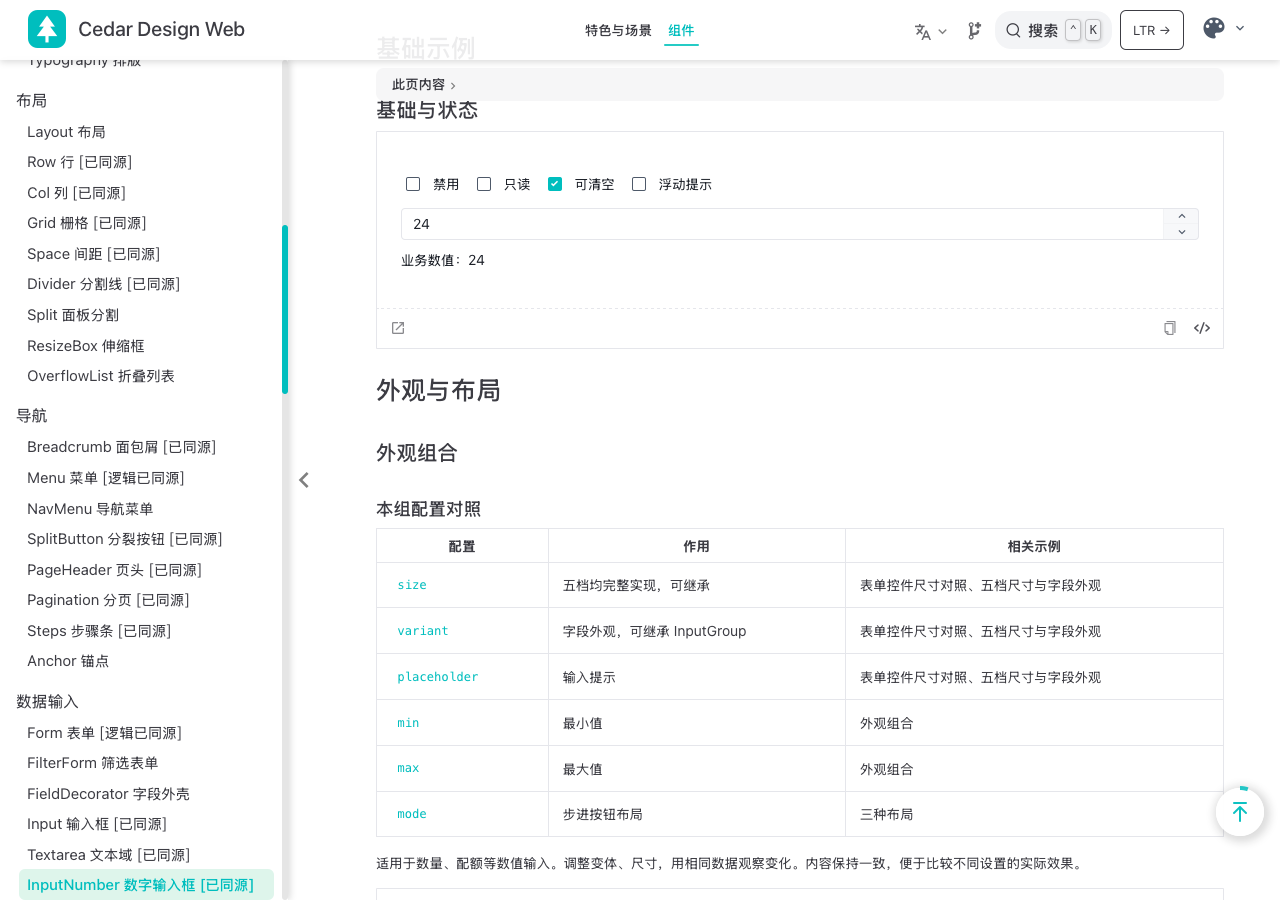 Cedar Design Web
特色与场景
组件
搜索
^
K
LTR →
基础示例
此页内容 ›
基础与状态
Typography 排版
布局
Layout 布局
Row 行 [已同源]
Col 列 [已同源]
Grid 栅格 [已同源]
Space 间距 [已同源]
Divider 分割线 [已同源]
Split 面板分割
ResizeBox 伸缩框
OverflowList 折叠列表
导航
Breadcrumb 面包屑 [已同源]
Menu 菜单 [逻辑已同源]
NavMenu 导航菜单
SplitButton 分裂按钮 [已同源]
PageHeader 页头 [已同源]
Pagination 分页 [已同源]
Steps 步骤条 [已同源]
Anchor 锚点
数据输入
Form 表单 [逻辑已同源]
FilterForm 筛选表单
FieldDecorator 字段外壳
Input 输入框 [已同源]
Textarea 文本域 [已同源]
InputNumber 数字输入框 [已同源]
禁用
只读
可清空
浮动提示
24
业务数值：24
外观与布局
外观组合
本组配置对照
配置 作用 相关示例
size 五档均完整实现，可继承 表单控件尺寸对照、五档尺寸与字段外观
variant 字段外观，可继承 InputGroup 表单控件尺寸对照、五档尺寸与字段外观
placeholder 输入提示 表单控件尺寸对照、五档尺寸与字段外观
min 最小值 外观组合
max 最大值 外观组合
mode 步进按钮布局 三种布局
适用于数量、配额等数值输入。调整变体、尺寸，用相同数据观察变化。内容保持一致，便于比较不同设置的实际效果。